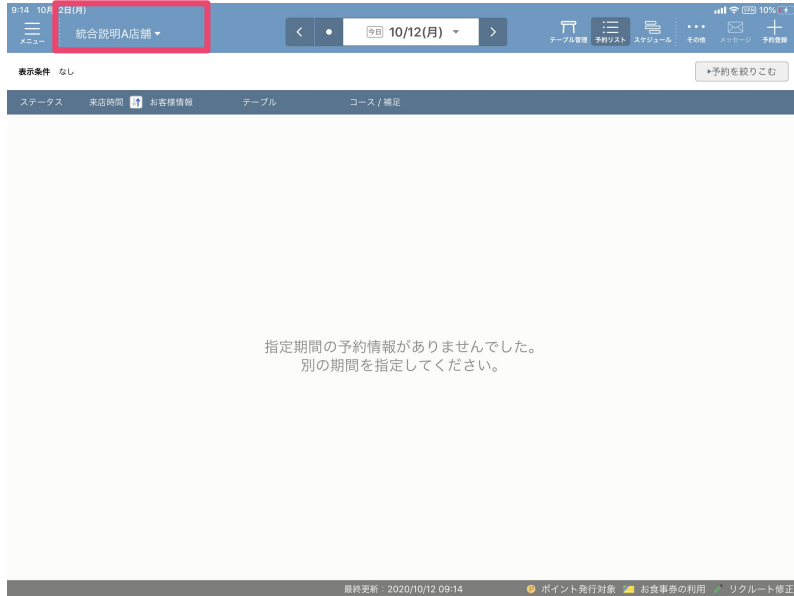 9:14 10月 2日(月) 10%
メニュー 統合説明A店舗 今日 10/12(月) テーブル管理 予約リスト スケジュール その他 メッセージ 予約登録
表示条件 なし 予約を絞りこむ
ステータス 来店時間 お客様情報 テーブル コース / 補足
指定期間の予約情報がありませんでした。
別の期間を指定してください。
最終更新：2020/10/12 09:14 P ポイント発行対象 お食事券の利用 リクルート修正